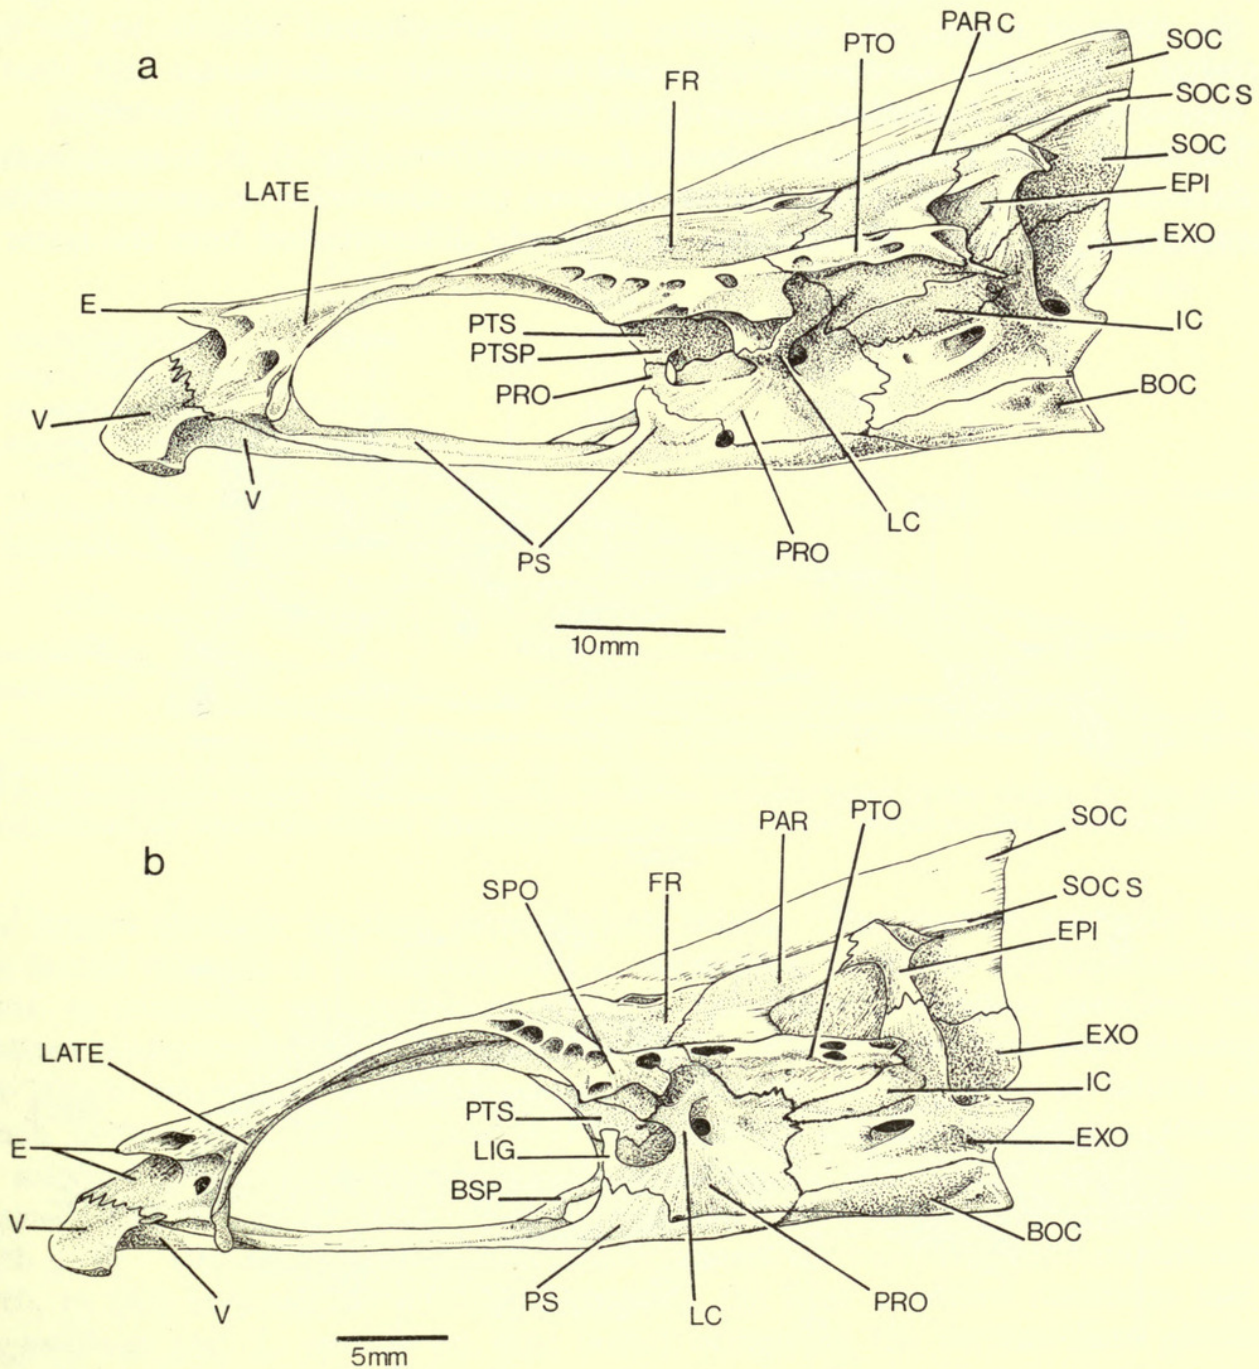 a
PAR C
PTO
SOC
FR
SOC S
SOC
LATE
EPI
EXO
E
PTS
IC
PTSP
PRO
BOC
V
V
LC
PS
PRO
10mm
b
PAR
PTO
SOC
SPO
FR
SOC S
EPI
LATE
EXO
IC
PTS
E
LIG
EXO
BSP
V
BOC
V
PS
LC
PRO
5mm